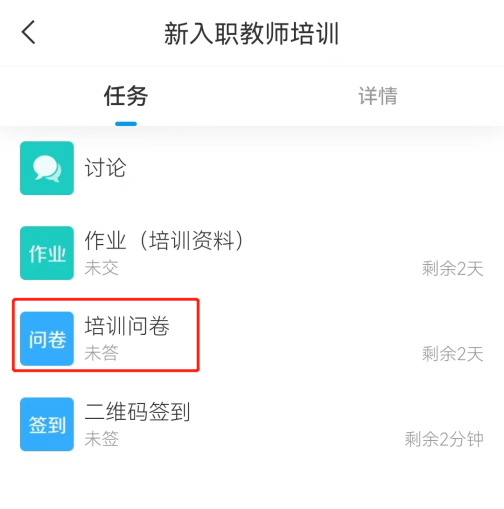 新入职教师培训
任务 详情
讨论
作业 作业（培训资料）
未交 剩余2天
问卷 培训问卷
未答 剩余2天
签到 二维码签到
未签 剩余2分钟